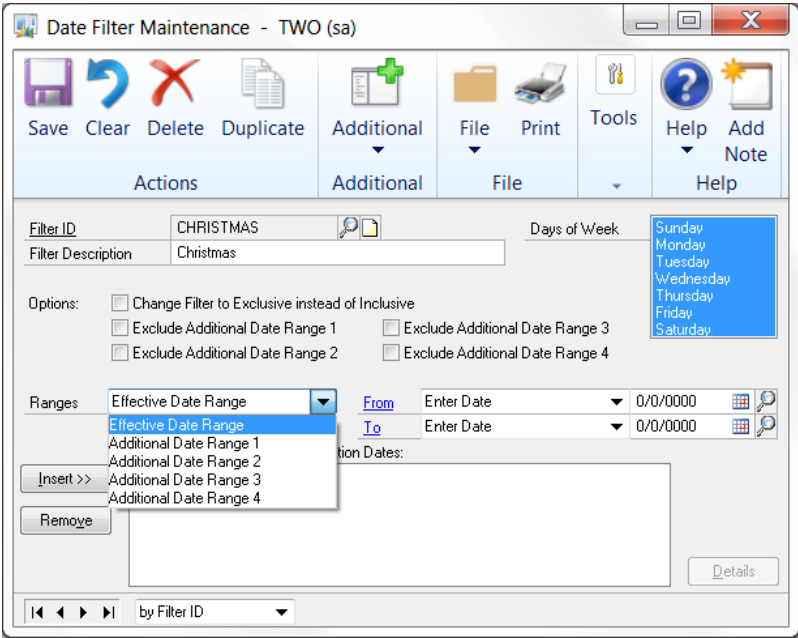 Date Filter Maintenance - TWO (sa)
Save Clear Delete Duplicate Additional File Print Tools Help Add Note
Actions Additional File Help
Filter ID CHRISTMAS
Filter Description Christmas
Days of Week
Sunday
Monday
Tuesday
Wednesday
Thursday
Friday
Saturday
Options: Change Filter to Exclusive instead of Inclusive
Exclude Additional Date Range 1 Exclude Additional Date Range 3
Exclude Additional Date Range 2 Exclude Additional Date Range 4
Ranges Effective Date Range From Enter Date 0/0/0000
Effective Date Range To Enter Date 0/0/0000
Additional Date Range 1
Additional Date Range 2
Additional Date Range 3
Additional Date Range 4
tion Dates:
Insert >>
Remove
Details
by Filter ID